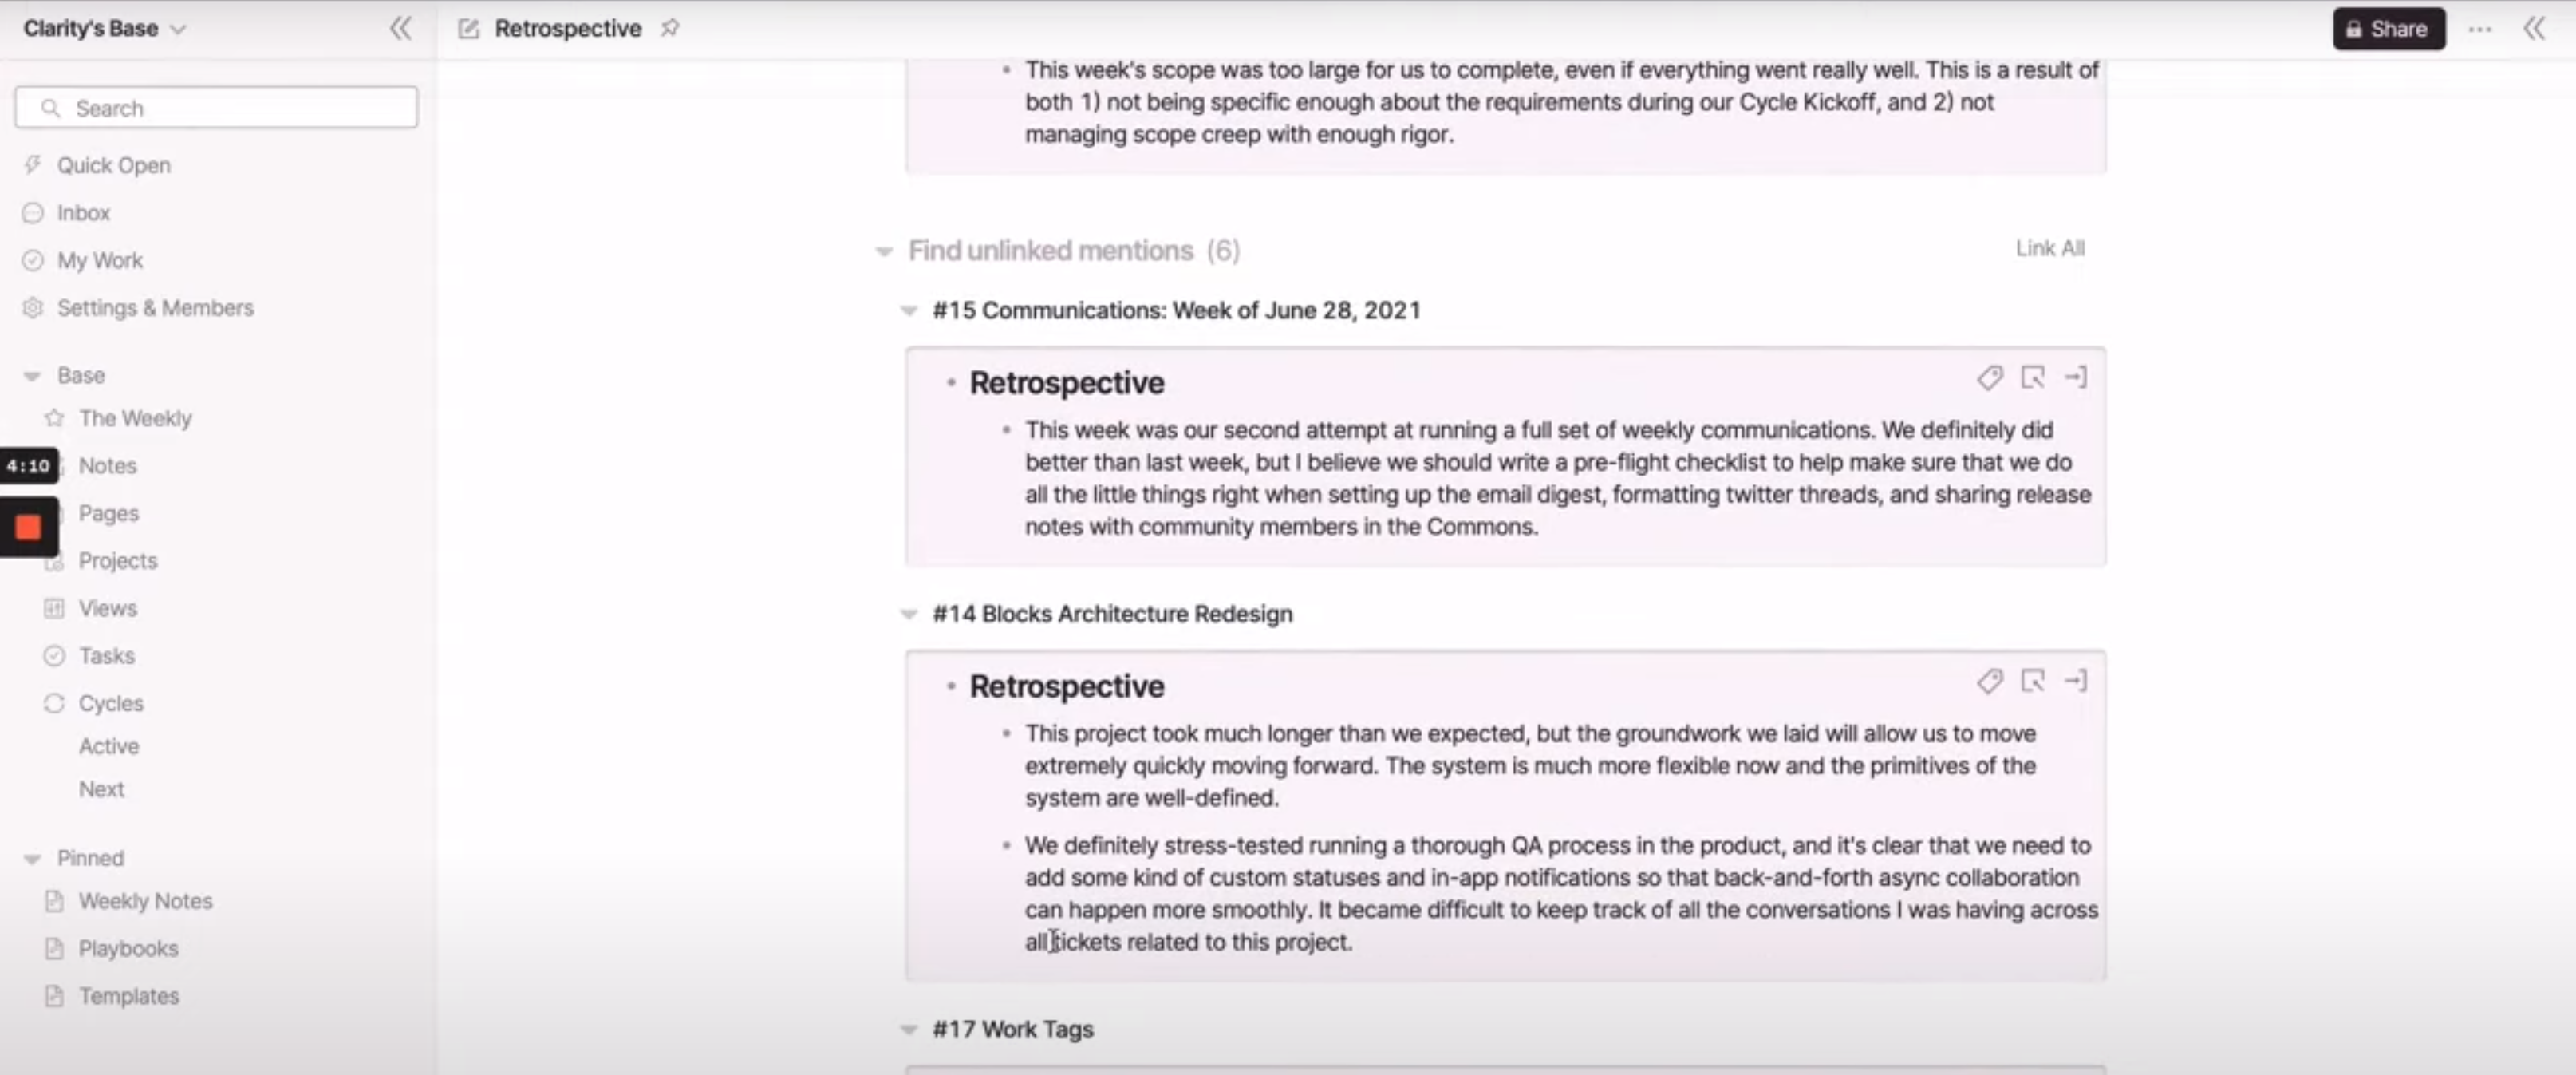 Clarity's Base
Retrospective
Share
Search
Quick Open
Inbox
My Work
Settings & Members
Base
The Weekly
4:10
Notes
Pages
Projects
Views
Tasks
Cycles
Active
Next
Pinned
Weekly Notes
Playbooks
Templates
• This week's scope was too large for us to complete, even if everything went really well. This is a result of
both 1) not being specific enough about the requirements during our Cycle Kickoff, and 2) not
managing scope creep with enough rigor.
Find unlinked mentions (6)
Link All
#15 Communications: Week of June 28, 2021
• Retrospective
• This week was our second attempt at running a full set of weekly communications. We definitely did
better than last week, but I believe we should write a pre-flight checklist to help make sure that we do
all the little things right when setting up the email digest, formatting twitter threads, and sharing release
notes with community members in the Commons.
#14 Blocks Architecture Redesign
• Retrospective
• This project took much longer than we expected, but the groundwork we laid will allow us to move
extremely quickly moving forward. The system is much more flexible now and the primitives of the
system are well-defined.
• We definitely stress-tested running a thorough QA process in the product, and it's clear that we need to
add some kind of custom statuses and in-app notifications so that back-and-forth async collaboration
can happen more smoothly. It became difficult to keep track of all the conversations I was having across
all tickets related to this project.
#17 Work Tags